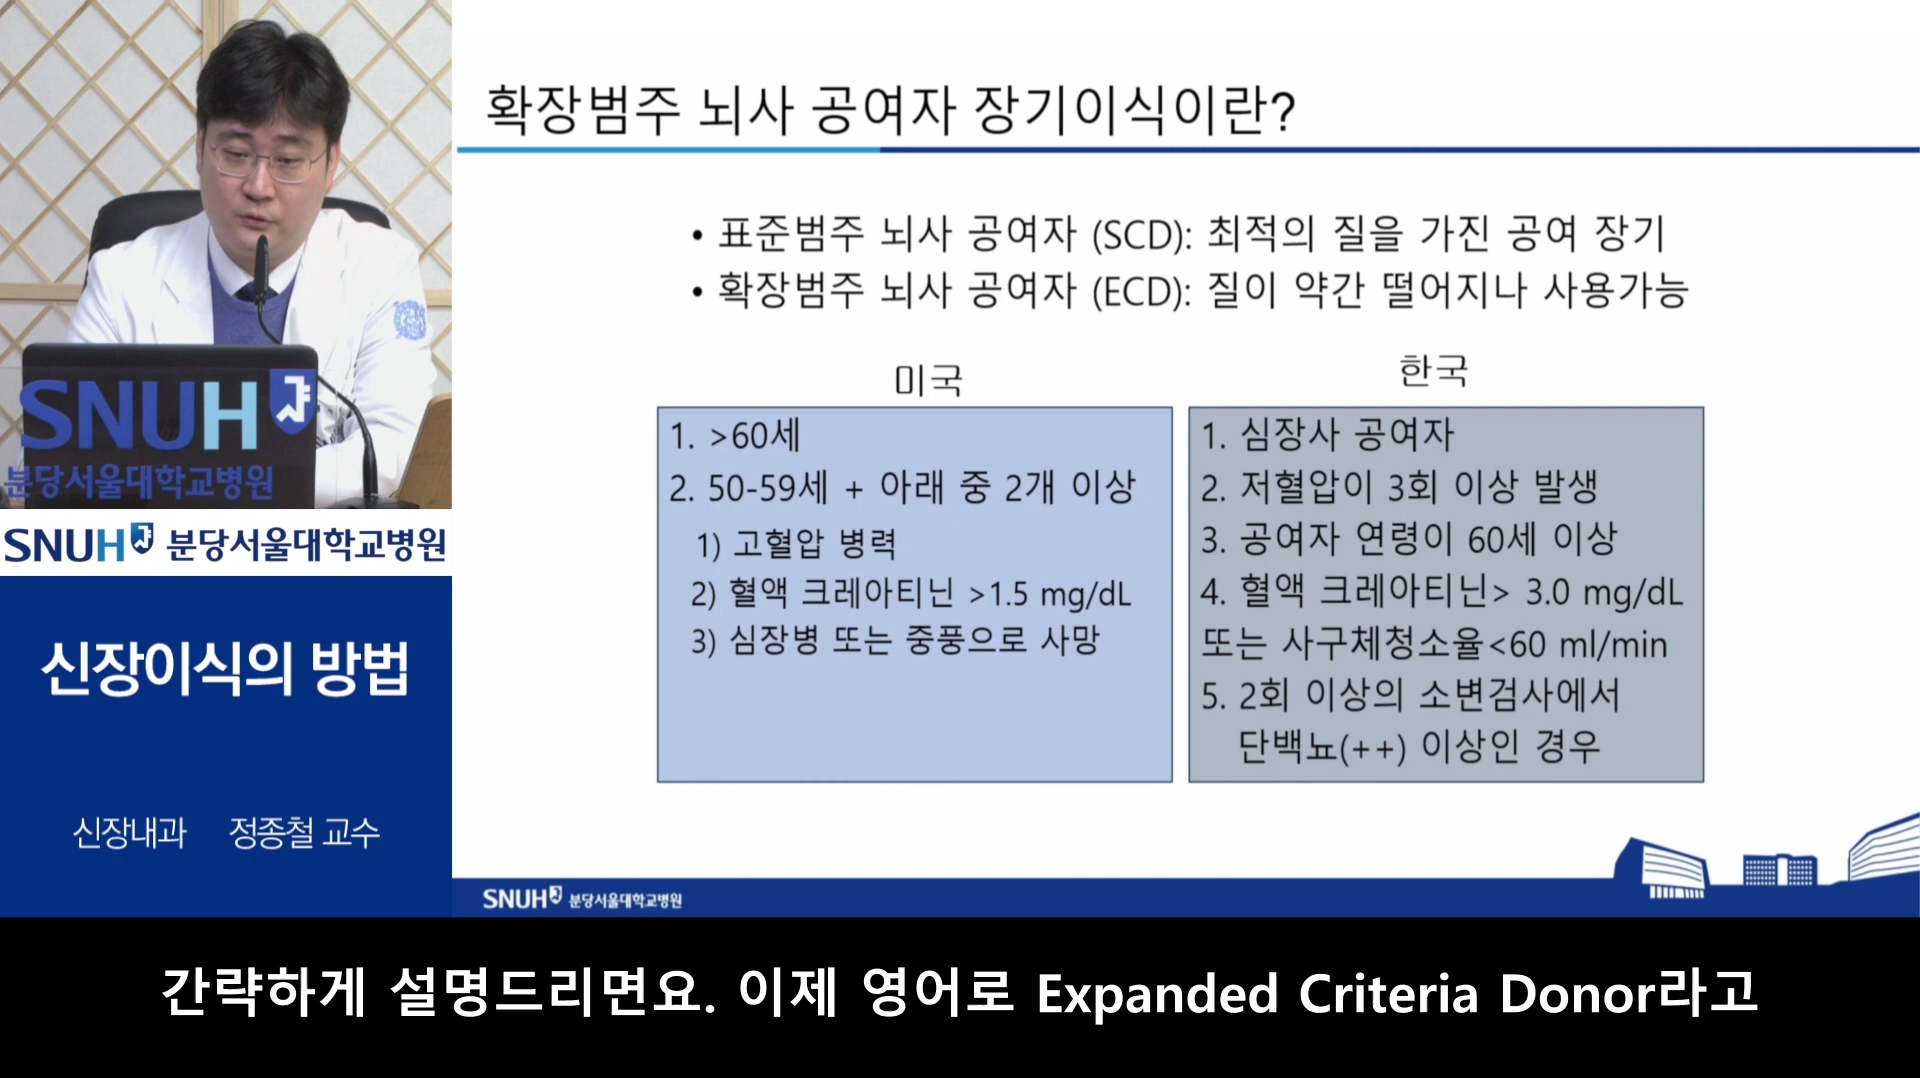 확장범주 뇌사 공여자 장기이식이란?
• 표준범주 뇌사 공여자 (SCD): 최적의 질을 가진 공여 장기
• 확장범주 뇌사 공여자 (ECD): 질이 약간 떨어지나 사용가능
미국
1. >60세
2. 50-59세 + 아래 중 2개 이상
1) 고혈압 병력
2) 혈액 크레아티닌 >1.5 mg/dL
3) 심장병 또는 중풍으로 사망
한국
1. 심장사 공여자
2. 저혈압이 3회 이상 발생
3. 공여자 연령이 60세 이상
4. 혈액 크레아티닌> 3.0 mg/dL
또는 사구체청소율<60 ml/min
5. 2회 이상의 소변검사에서
단백뇨(++) 이상인 경우
SNUH
분당서울대학교병원
SNUH 분당서울대학교병원
신장이식의 방법
신장내과 정종철 교수
SNUH 분당서울대학교병원
간략하게 설명드리면요. 이제 영어로 Expanded Criteria Donor라고